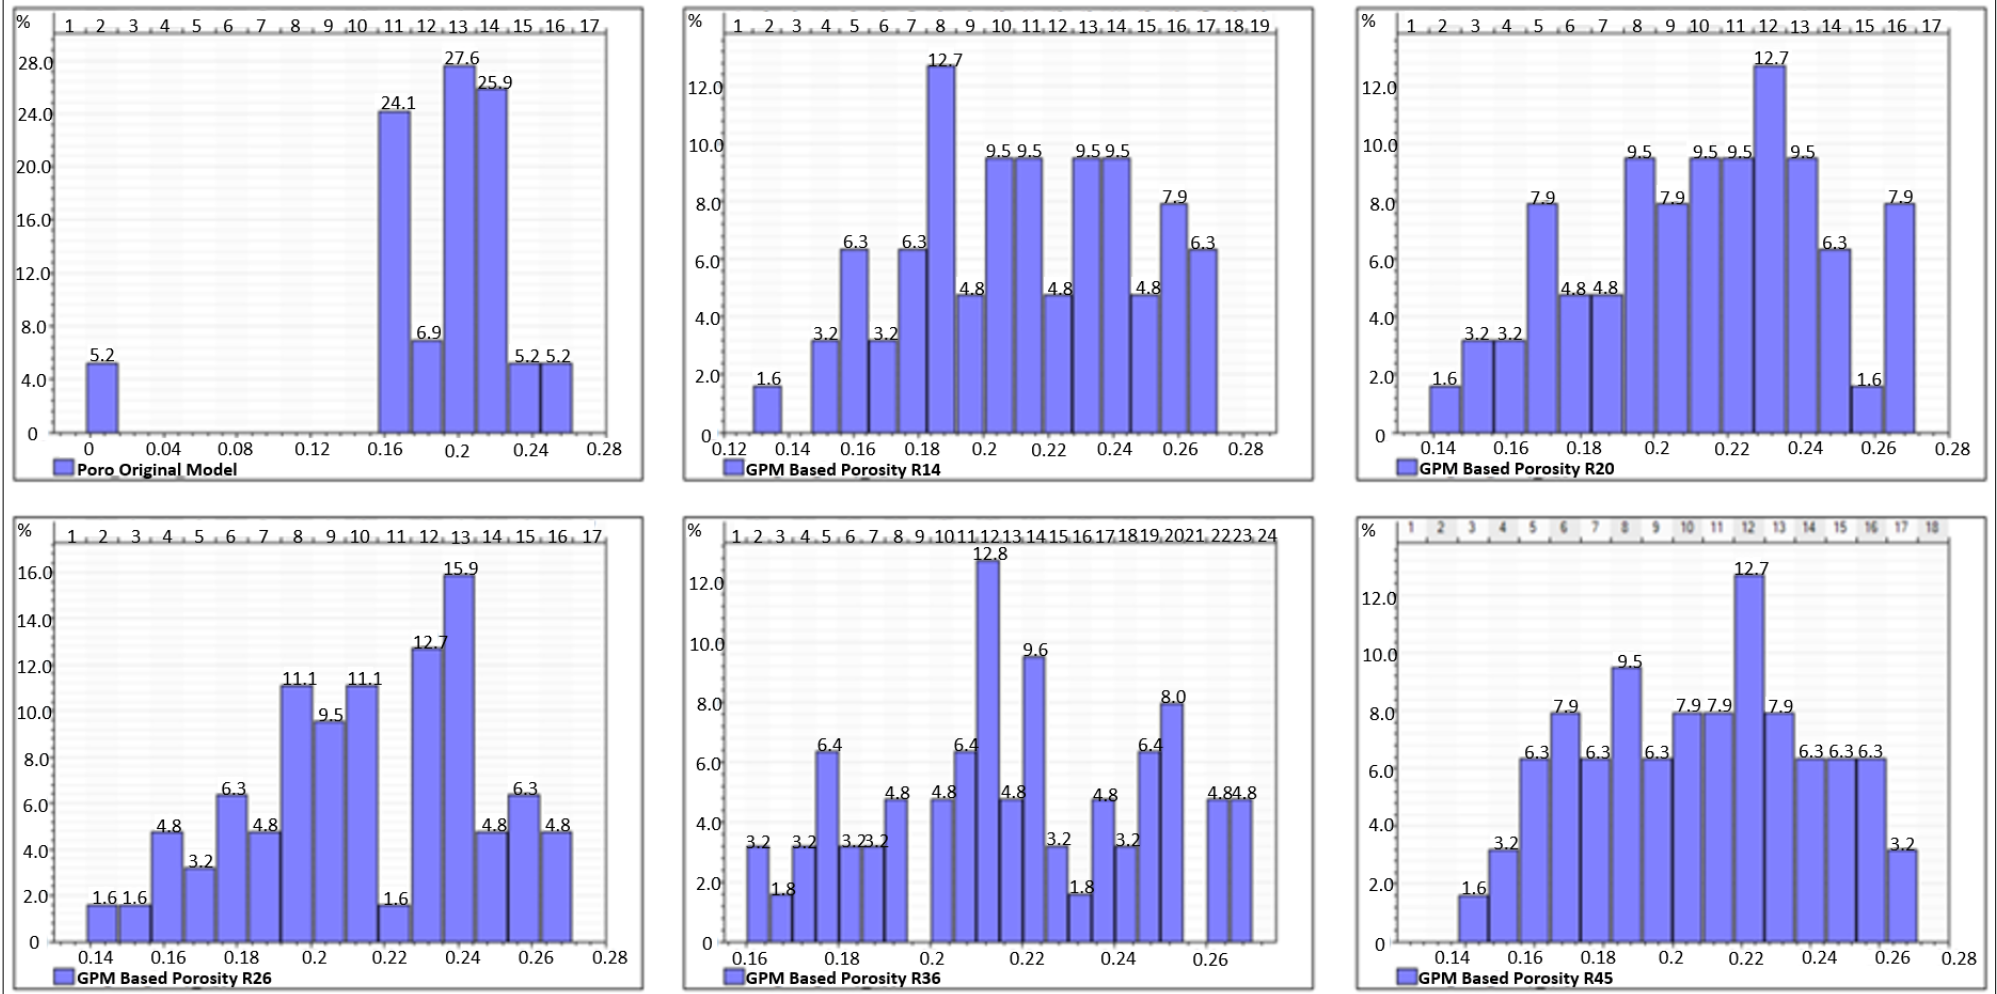 % 1 2 3 4 5 6 7 8 9 10 11 12 13 14 15 16 17
28.0
24.0
20.0
16.0
12.0
8.0
4.0
0
5.2 24.1 6.9 27.6 25.9 5.2 5.2
0 0.04 0.08 0.12 0.16 0.2 0.24 0.28
Poro Original Model
% 1 2 3 4 5 6 7 8 9 10 11 12 13 14 15 16 17 18 19
12.0
10.0
8.0
6.0
4.0
2.0
0
1.6 3.2 6.3 3.2 6.3 12.7 4.8 9.5 9.5 4.8 9.5 9.5 4.8 7.9 6.3
0.12 0.14 0.16 0.18 0.2 0.22 0.24 0.26 0.28
GPM Based Porosity R14
% 1 2 3 4 5 6 7 8 9 10 11 12 13 14 15 16 17
12.0
10.0
8.0
6.0
4.0
2.0
0
1.6 3.2 3.2 7.9 4.8 4.8 9.5 7.9 9.5 9.5 12.7 9.5 6.3 1.6 7.9
0.14 0.16 0.18 0.2 0.22 0.24 0.26 0.28
GPM Based Porosity R20
% 1 2 3 4 5 6 7 8 9 10 11 12 13 14 15 16 17
16.0
14.0
12.0
10.0
8.0
6.0
4.0
2.0
0
1.6 1.6 4.8 3.2 6.3 4.8 11.1 9.5 11.1 1.6 12.7 15.9 4.8 6.3 4.8
0.14 0.16 0.18 0.2 0.22 0.24 0.26 0.28
GPM Based Porosity R26
% 1 2 3 4 5 6 7 8 9 10 11 12 13 14 15 16 17 18 19 20 21 22 23 24
12.0
10.0
8.0
6.0
4.0
2.0
0
3.2 1.8 3.2 6.4 3.2 3.2 4.8 4.8 6.4 12.8 4.8 9.6 3.2 1.8 4.8 3.2 6.4 8.0 4.8 4.8
0.16 0.18 0.2 0.22 0.24 0.26
GPM Based Porosity R36
% 1 2 3 4 5 6 7 8 9 10 11 12 13 14 15 16 17 18
12.0
10.0
8.0
6.0
4.0
2.0
0
1.6 3.2 6.3 7.9 6.3 9.5 6.3 7.9 7.9 12.7 7.9 6.3 6.3 6.3 3.2
0.14 0.16 0.18 0.2 0.22 0.24 0.26 0.28
GPM Based Porosity R45